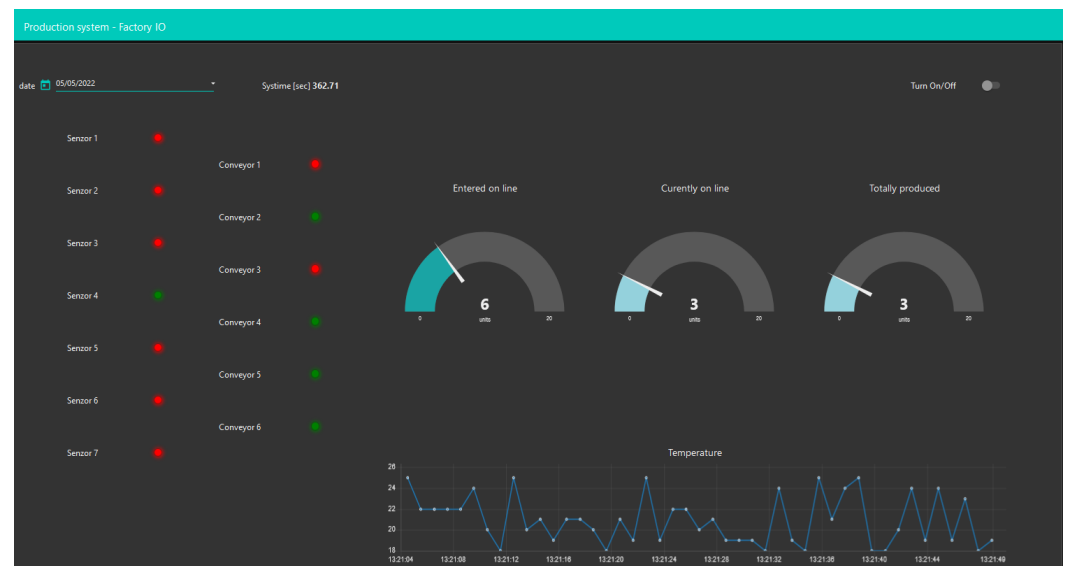 Production system - Factory IO
date 05/05/2022 Systime [sec] 362.71 Turn On/Off
Senzor 1
Conveyor 1
Senzor 2
Conveyor 2
Senzor 3
Conveyor 3
Senzor 4
Conveyor 4
Senzor 5
Conveyor 5
Senzor 6
Conveyor 6
Senzor 7
Entered on line
6
units
0 20
Curently on line
3
units
0 20
Totally produced
3
units
0 20
Temperature
26
24
22
20
18
13:21:04 13:21:08 13:21:12 13:21:16 13:21:20 13:21:24 13:21:28 13:21:32 13:21:36 13:21:40 13:21:44 13:21:49